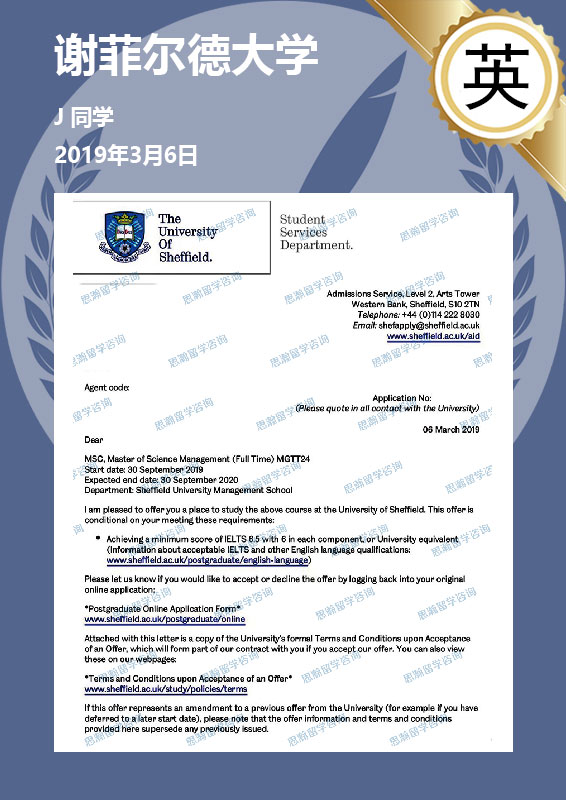 谢菲尔德大学
英
J 同学
2019年3月6日
The
University
Of
Sheffield.
Student
Services
Department.
Admissions Service, Level 2, Arts Tower
Western Bank, Sheffield, S10 2TN
Telephone: +44 (0)114 222 8030
Email: shefapply@sheffield.ac.uk
www.sheffield.ac.uk/aid
Agent code:
Application No:
(Please quote in all contact with the University)
06 March 2019
Dear
MSC, Master of Science Management (Full Time) MGTT24
Start date: 30 September 2019
Expected end date: 30 September 2020
Department: Sheffield University Management School
I am pleased to offer you a place to study the above course at the University of Sheffield. This offer is
conditional on your meeting these requirements:
• Achieving a minimum score of IELTS 6.5 with 6 in each component, or University equivalent
(Information about acceptable IELTS and other English language qualifications:
www.sheffield.ac.uk/postgraduate/english-language)
Please let us know if you would like to accept or decline the offer by logging back into your original
online application:
*Postgraduate Online Application Form*
www.sheffield.ac.uk/postgraduate/online
Attached with this letter is a copy of the University's formal Terms and Conditions upon Acceptance
of an Offer, which will form part of our contract with you if you accept our offer. You can also view
these on our webpages:
*Terms and Conditions upon Acceptance of an Offer*
www.sheffield.ac.uk/study/policies/terms
If this offer represents an amendment to a previous offer from the University (for example if you have
deferred to a later start date), please note that the offer information and terms and conditions
provided here supersede any previously issued.
思瀚留学咨询